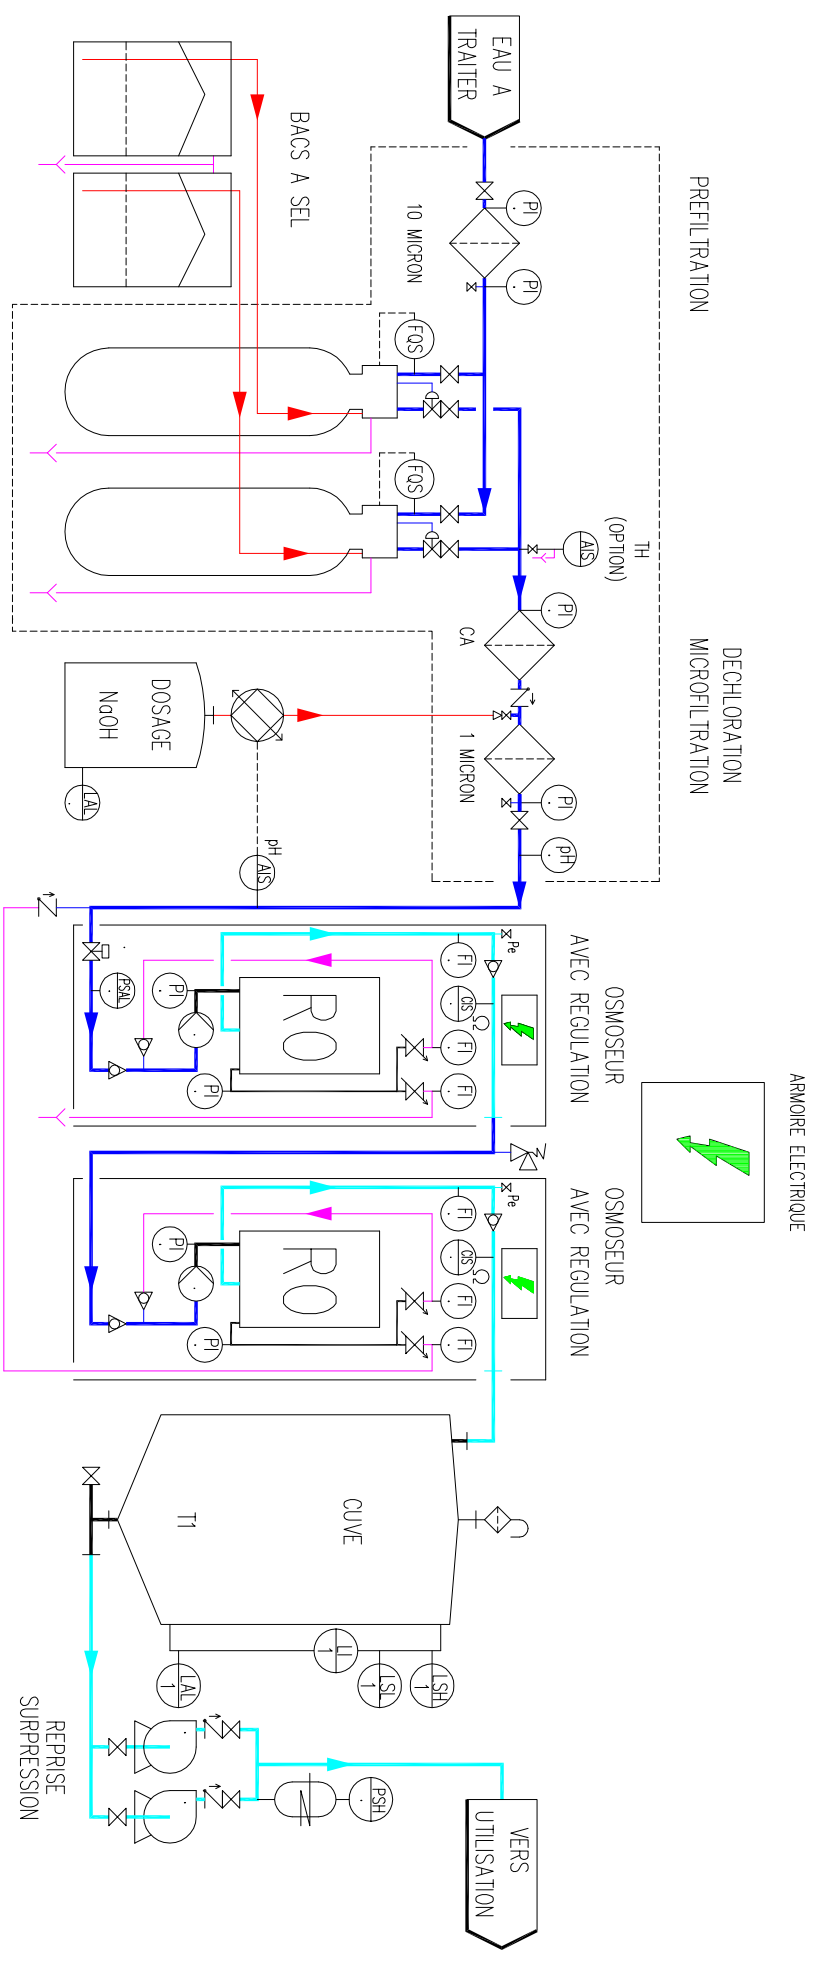 EAU A
TRAITER
PREFILTRATION
PI
10 MICRON
PI
BACS A SEL
FQS
FQS
TH
(OPTION)
AIS
DECHLORATION
MICROFILTRATION
PI
CA
1 MICRON
PI
pH
DOSAGE
NaOH
LAL
pH
AIS
OSMOSEUR
AVEC REGULATION
Pe
FI
CIS
Ω
FI
FI
PSAL
PI
RO
PI
ARMOIRE ELECTRIQUE
OSMOSEUR
AVEC REGULATION
Pe
FI
CIS
Ω
FI
FI
PI
RO
PI
CUVE
T1
LI
1
LSH
1
LSL
1
LAL
1
REPRISE
SURPRESSION
PSH
VERS
UTILISATION